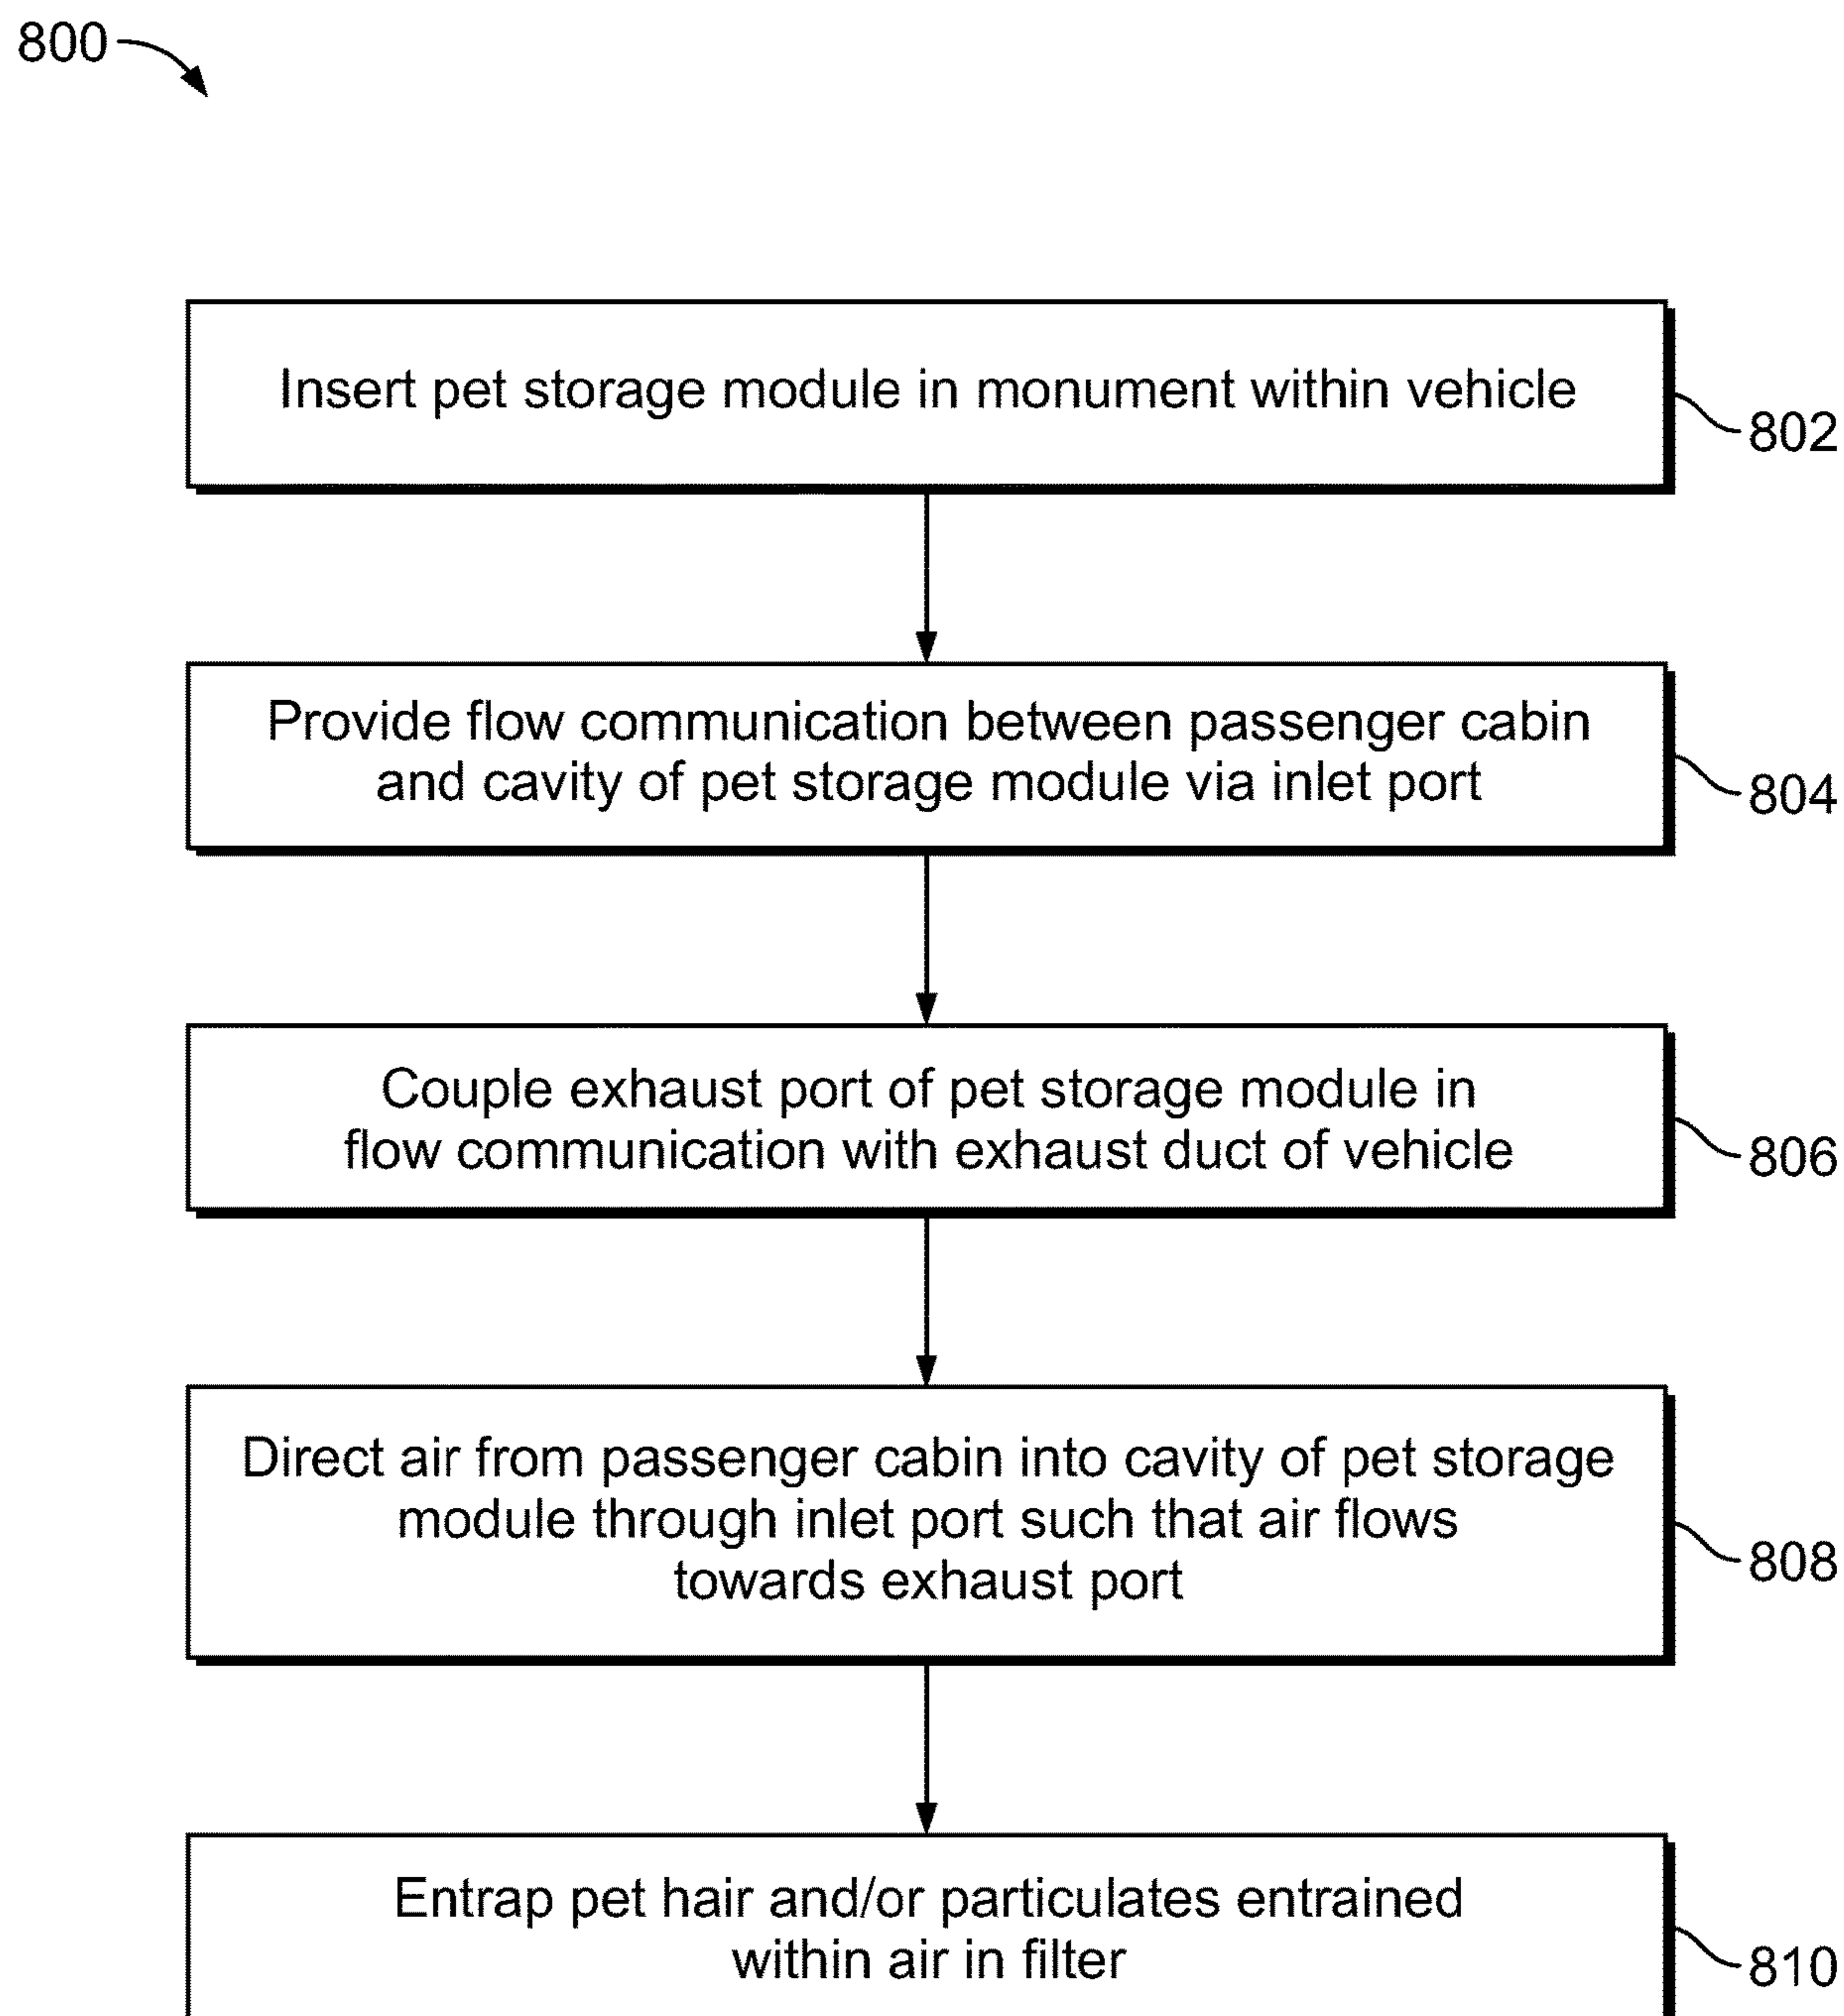 800
Insert pet storage module in monument within vehicle
802
Provide flow communication between passenger cabin
and cavity of pet storage module via inlet port
804
Couple exhaust port of pet storage module in
flow communication with exhaust duct of vehicle
806
Direct air from passenger cabin into cavity of pet storage
module through inlet port such that air flows
towards exhaust port
808
Entrap pet hair and/or particulates entrained
within air in filter
810